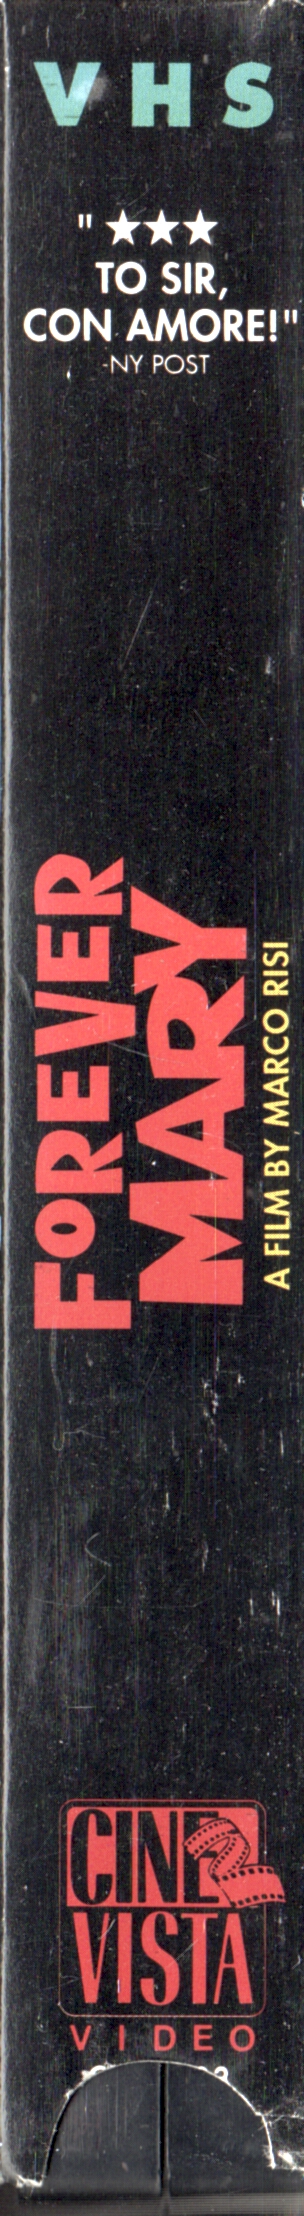 VHS
"★★★
TO SIR,
CON AMORE!"
-NY POST
FOREVER
MARY
A FILM BY MARCO RISI
CINE
VISTA
VIDEO